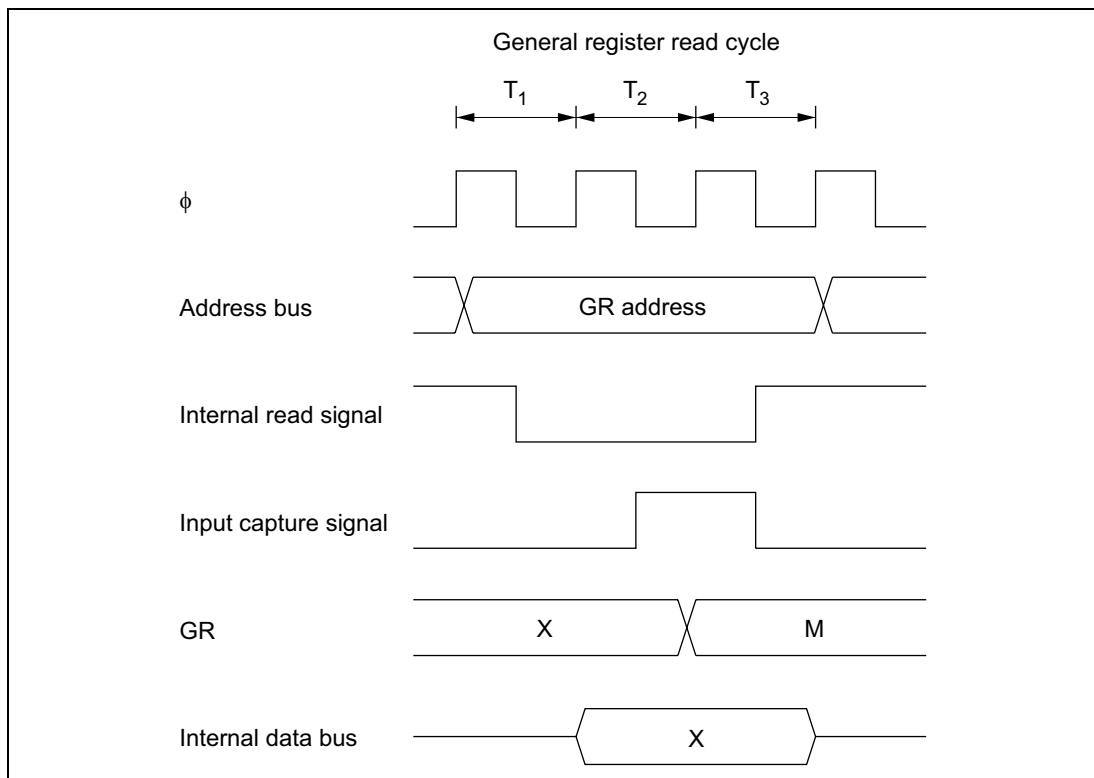 General register read cycle
T1 T2 T3
ϕ
Address bus GR address
Internal read signal
Input capture signal
GR X M
Internal data bus X